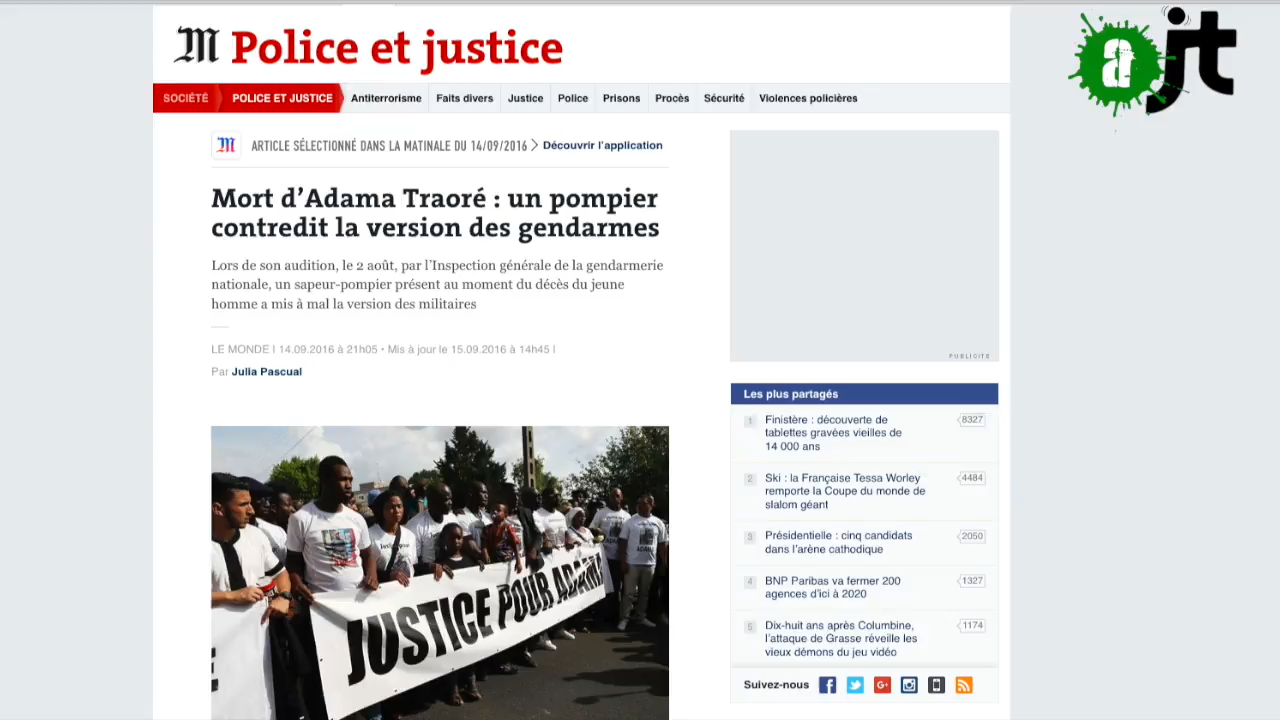 M Police et justice
a jt
SOCIÉTÉ POLICE ET JUSTICE Antiterrorisme Faits divers Justice Police Prisons Procès Sécurité Violences policières
M ARTICLE SÉLECTIONNÉ DANS LA MATINALE DU 14/09/2016 > Découvrir l'application
Mort d'Adama Traoré : un pompier
contredit la version des gendarmes
Lors de son audition, le 2 août, par l'Inspection générale de la gendarmerie
nationale, un sapeur-pompier présent au moment du décès du jeune
homme a mis à mal la version des militaires
LE MONDE | 14.09.2016 à 21h05 • Mis à jour le 15.09.2016 à 14h45 |
Par Julia Pascual
JUSTICE POUR ADAMA
PUBLICITÉ
Les plus partagés
1 Finistère : découverte de 8327
tablettes gravées vieilles de
14 000 ans
2 Ski : la Française Tessa Worley 4484
remporte la Coupe du monde de
slalom géant
3 Présidentielle : cinq candidats 2050
dans l'arène cathodique
4 BNP Paribas va fermer 200 1327
agences d'ici à 2020
5 Dix-huit ans après Columbine, 1174
l'attaque de Grasse réveille les
vieux démons du jeu vidéo
Suivez-nous